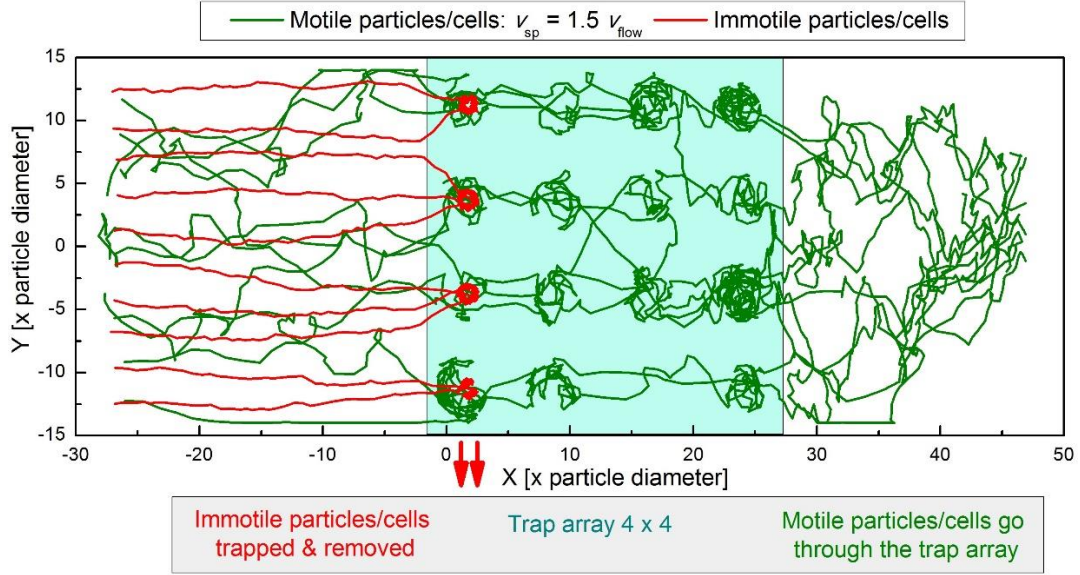 Motile particles/cells: v_sp = 1.5 v_flow
Immotile particles/cells
15
10
5
0
-5
-10
-15
Y [x particle diameter]
-30
-20
-10
0
10
20
30
40
50
X [x particle diameter]
Immotile particles/cells
trapped & removed
Trap array 4 x 4
Motile particles/cells go
through the trap array